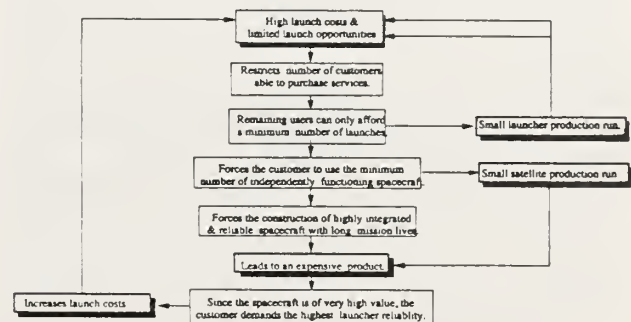 High launch costs &
limited launch opportunities
Restricts number of customers
able to purchase services.
Remaining users can only afford
a minimum number of launches.
Small launcher production run.
Forces the customer to use the minimum
number of independently functioning spacecraft.
Small satellite production run
Forces the construction of highly integrated
& reliable spacecraft with long mission lives.
Leads to an expensive product.
Increases launch costs
Since the spacecraft is of very high value, the
customer demands the highest launcher reliablity.